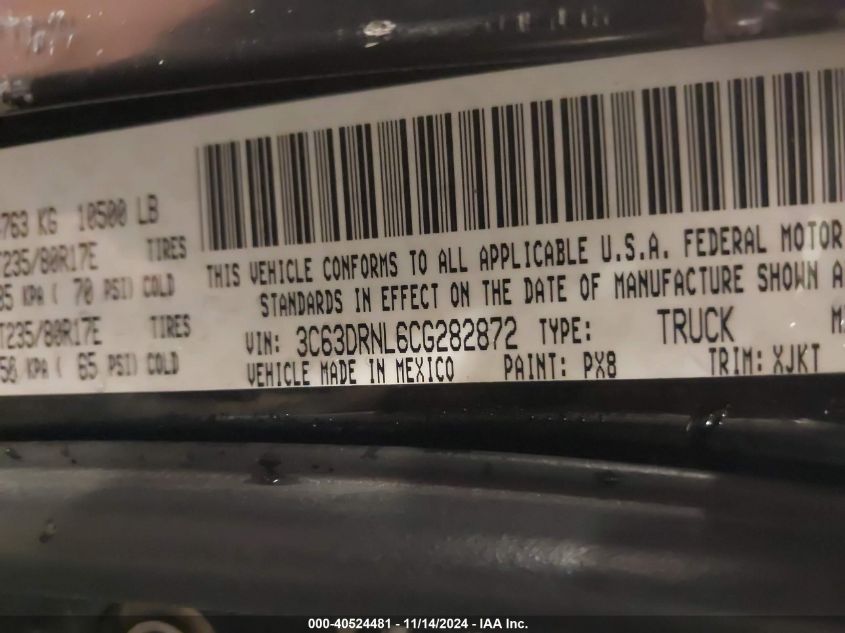 763 KG 10500 LB
T235/80R17E TIRES
KPA ( 70 PSI) COLD
T235/80R17E TIRES
50 KPA ( 65 PSI) COLD
THIS VEHICLE CONFORMS TO ALL APPLICABLE U.S.A. FEDERAL MOTOR
STANDARDS IN EFFECT ON THE DATE OF MANUFACTURE SHOWN A
VIN: 3C63DRNL6CG282872 TYPE: TRUCK M
VEHICLE MADE IN MEXICO PAINT: PX8 TRIM: XJKT
000-40524481 - 11/14/2024 - IAA Inc.